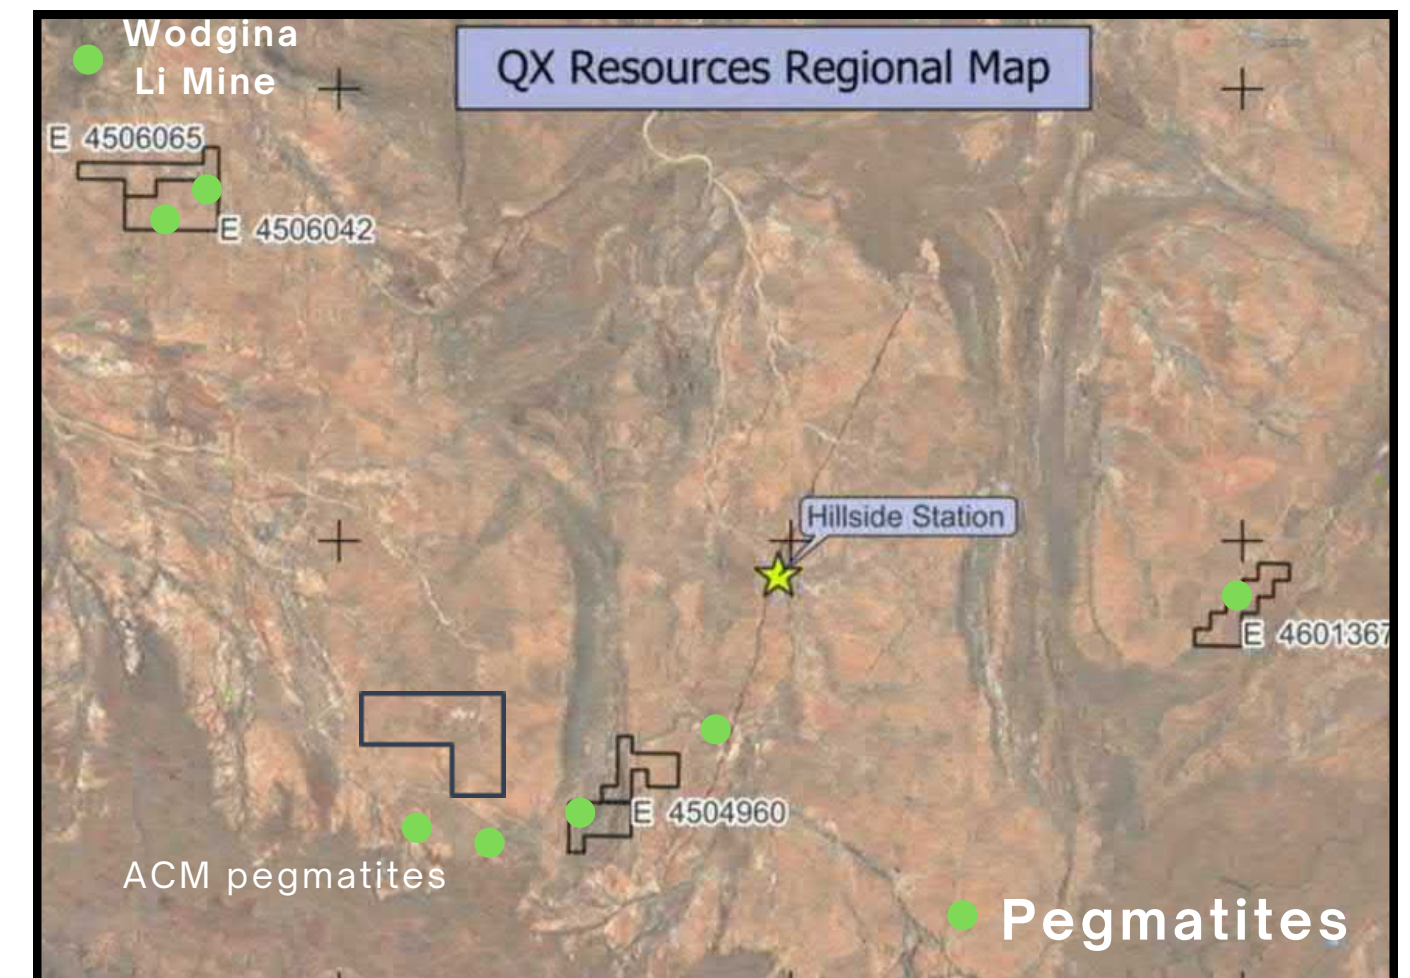 Wodgina
Li Mine
QX Resources Regional Map
E 4506065
E 4506042
Hillside Station
E 4601367
E 4504960
ACM pegmatites
Pegmatites